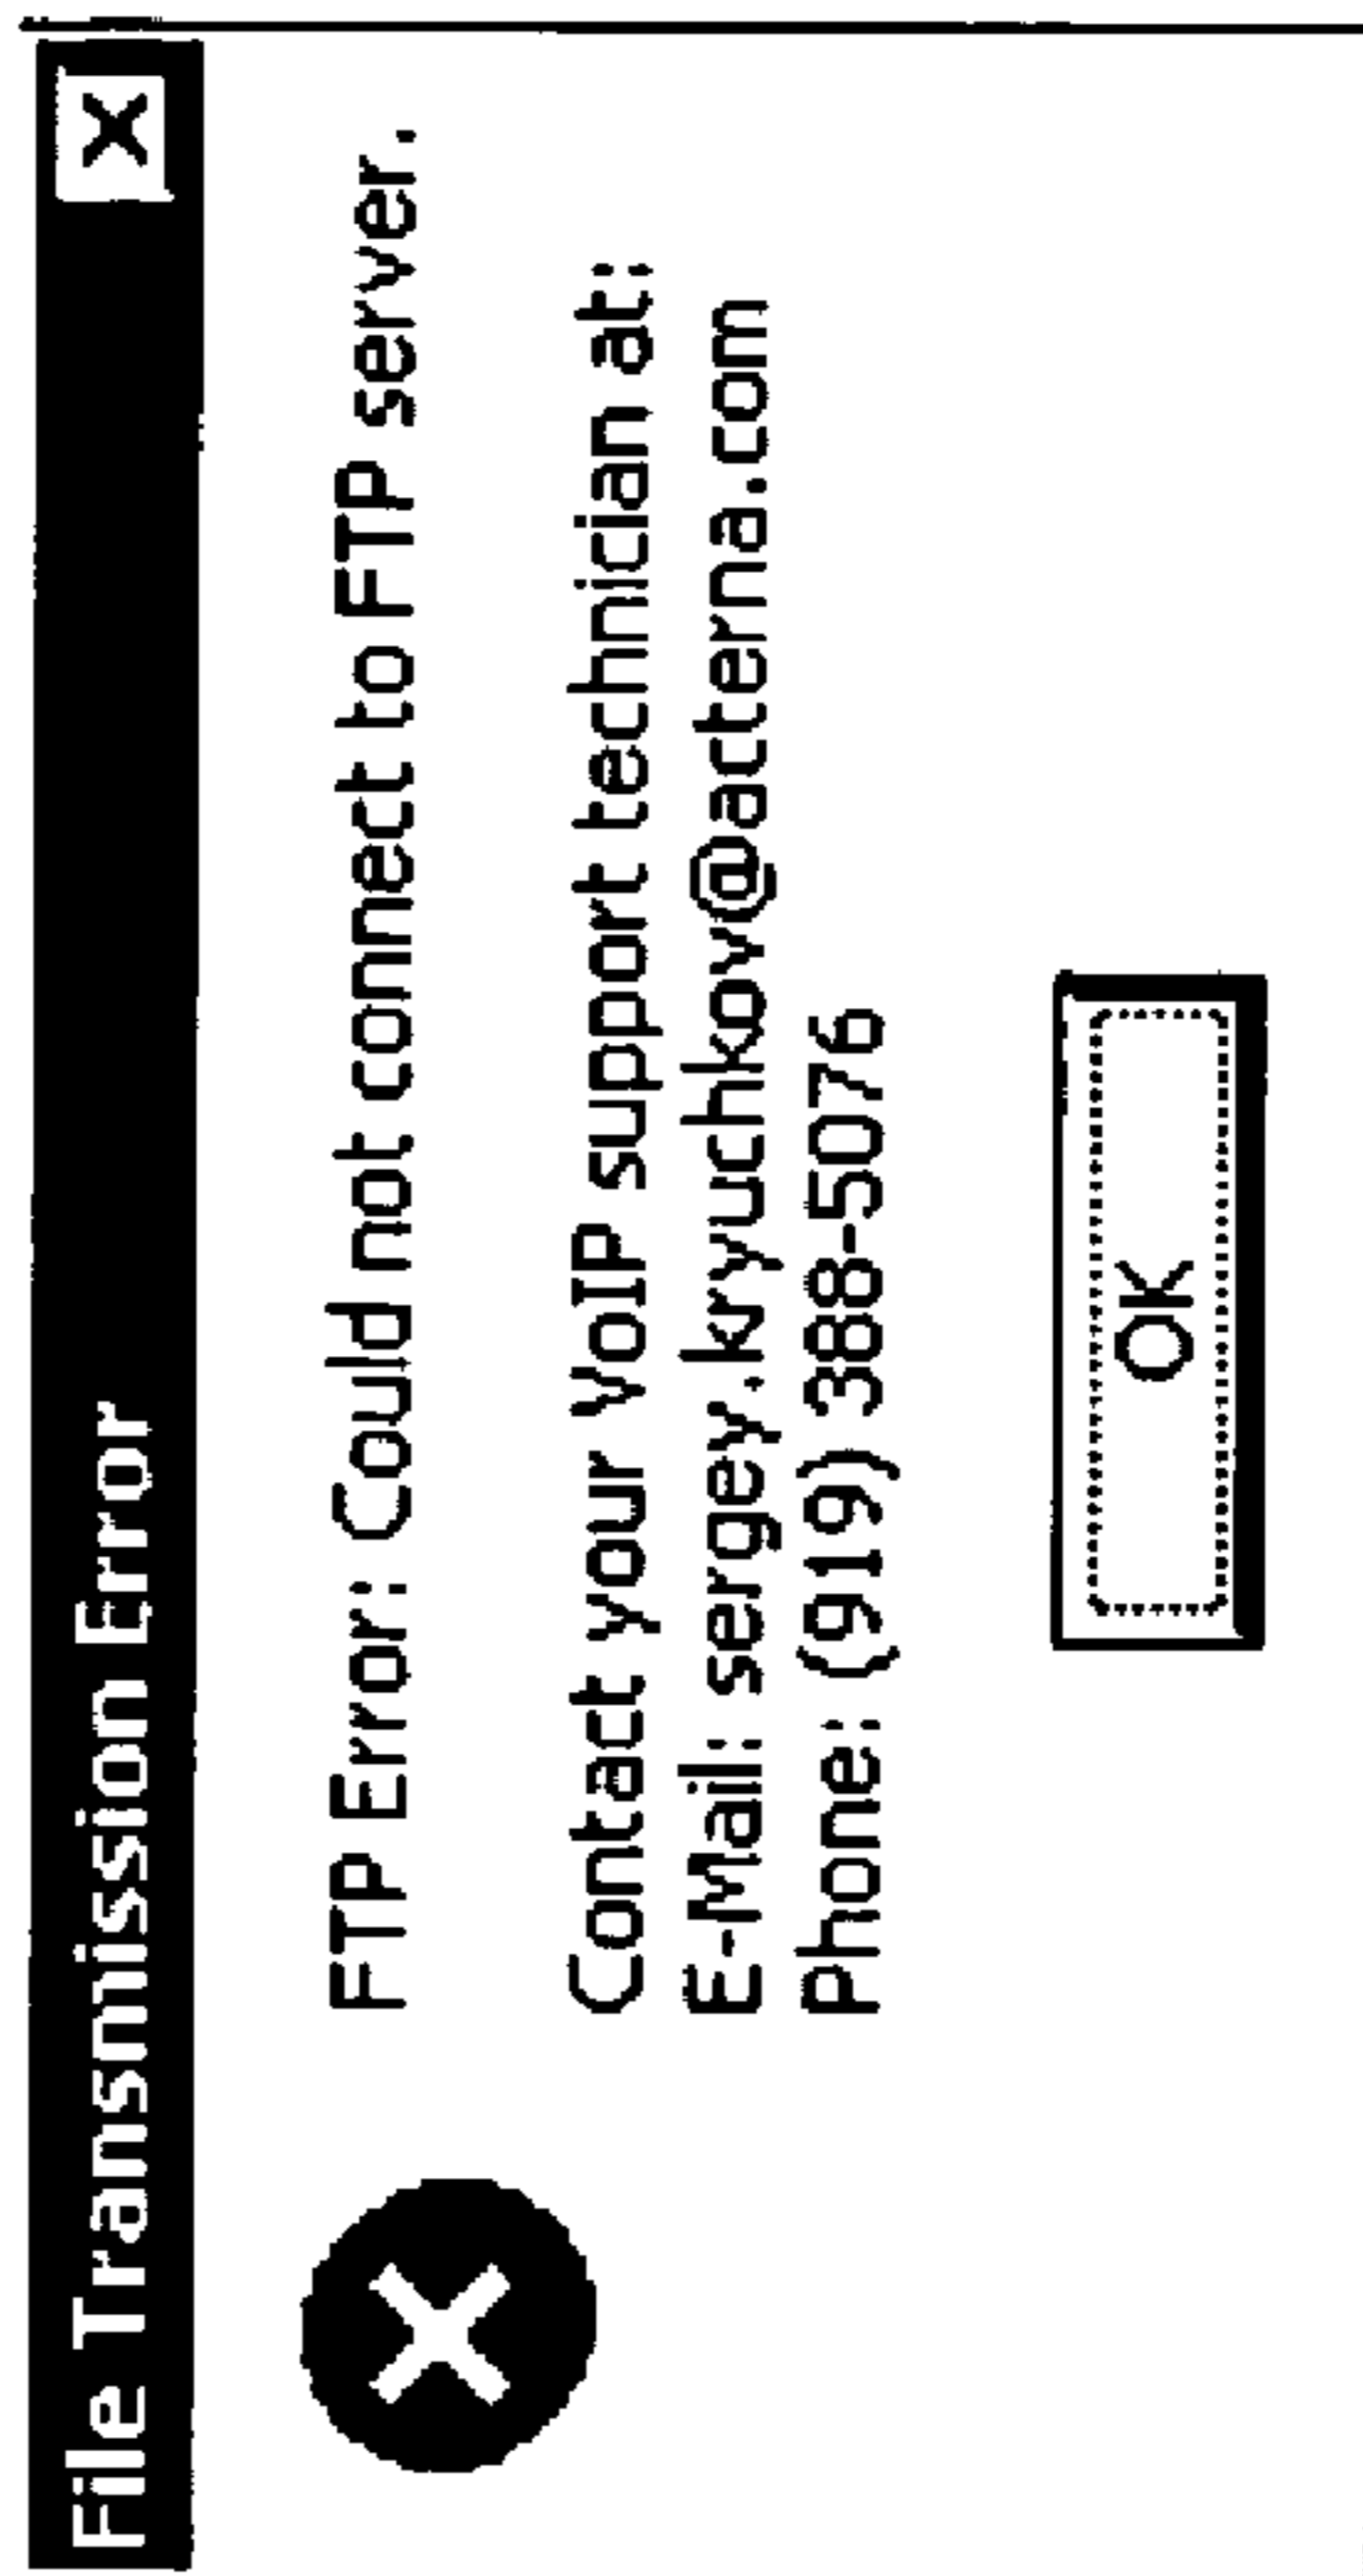 File Transmission Error
FTP Error: Could not connect to FTP server.
Contact your VoIP support technician at:
E-Mail: sergey.kryuchkov@acterna.com
Phone: (919) 388-5076
OK